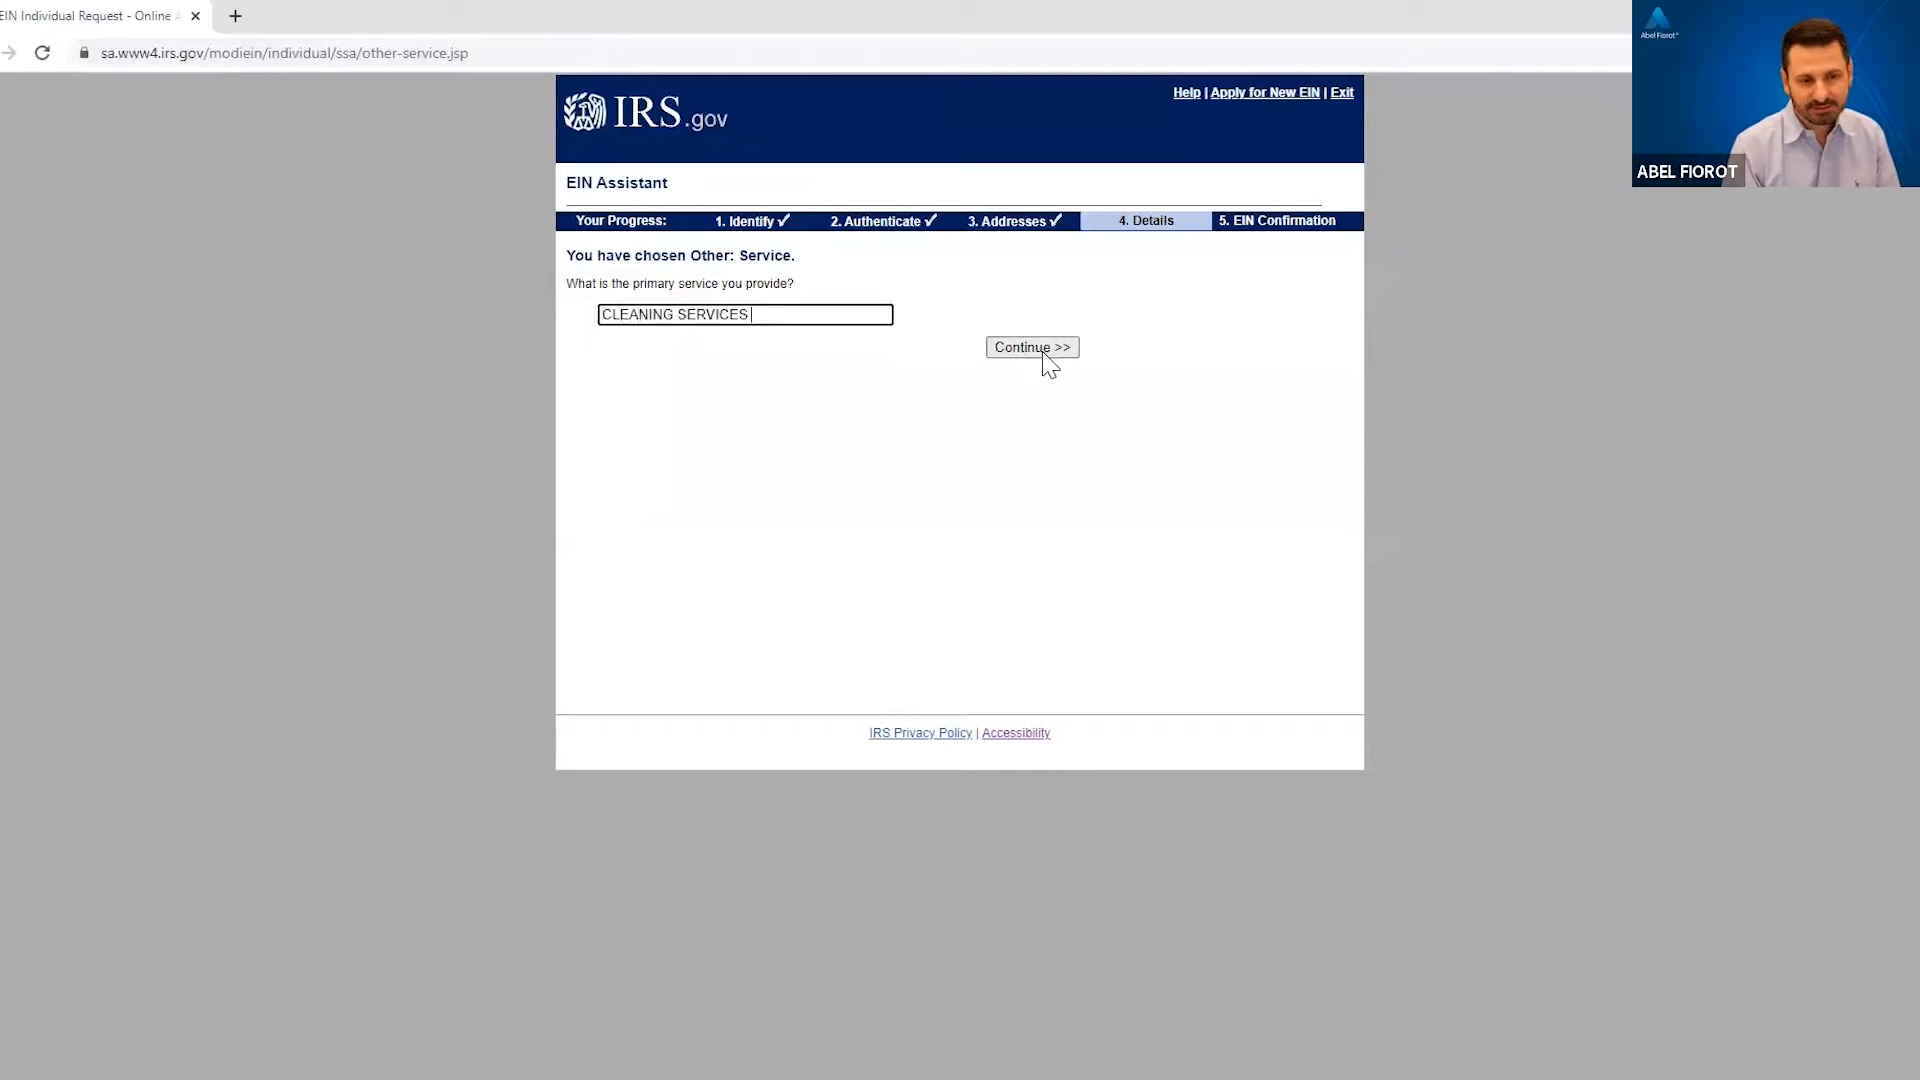 EIN Individual Request - Online
sa.www4.irs.gov/modiein/individual/ssa/other-service.jsp
Abel Fiorot
ABEL FIOROT
IRS.gov
Help | Apply for New EIN | Exit
EIN Assistant
Your Progress: 1. Identify ✓ 2. Authenticate ✓ 3. Addresses ✓ 4. Details 5. EIN Confirmation
You have chosen Other: Service.
What is the primary service you provide?
CLEANING SERVICES
Continue >>
IRS Privacy Policy | Accessibility